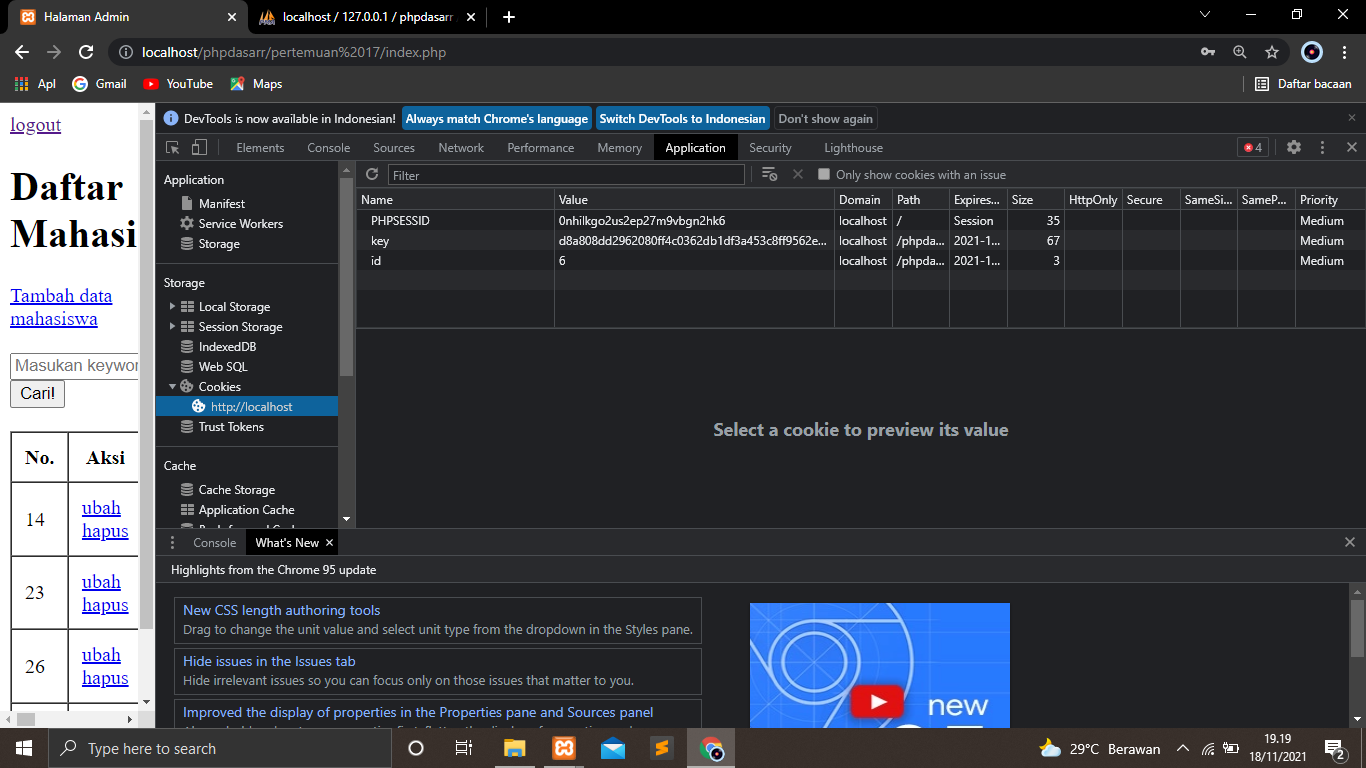 Halaman Admin
localhost / 127.0.0.1 / phpdasarr
localhost/phpdasarr/pertemuan%2017/index.php
Apl Gmail YouTube Maps Daftar bacaan
logout
Daftar
Mahasi
Tambah data
mahasiswa
Masukan keywor
Cari!
No. Aksi
14 ubah
hapus
23 ubah
hapus
26 ubah
hapus
DevTools is now available in Indonesian! Always match Chrome's language Switch DevTools to Indonesian Don't show again
Elements Console Sources Network Performance Memory Application Security Lighthouse 4
Application
Manifest
Service Workers
Storage
Storage
Local Storage
Session Storage
IndexedDB
Web SQL
Cookies
http://localhost
Trust Tokens
Cache
Cache Storage
Application Cache
Filter Only show cookies with an issue
Name Value Domain Path Expires... Size HttpOnly Secure SameSi... SameP... Priority
PHPSESSID 0nhilkgo2us2ep27m9vbgn2hk6 localhost / Session 35 Medium
key d8a808dd2962080ff4c0362db1df3a453c8ff9562e... localhost /phpda... 2021-1... 67 Medium
id 6 localhost /phpda... 2021-1... 3 Medium
Select a cookie to preview its value
Console What's New
Highlights from the Chrome 95 update
New CSS length authoring tools
Drag to change the unit value and select unit type from the dropdown in the Styles pane.
Hide issues in the Issues tab
Hide irrelevant issues so you can focus only on those issues that matter to you.
Improved the display of properties in the Properties pane and Sources panel
new
Type here to search
29°C Berawan
19.19
18/11/2021
2